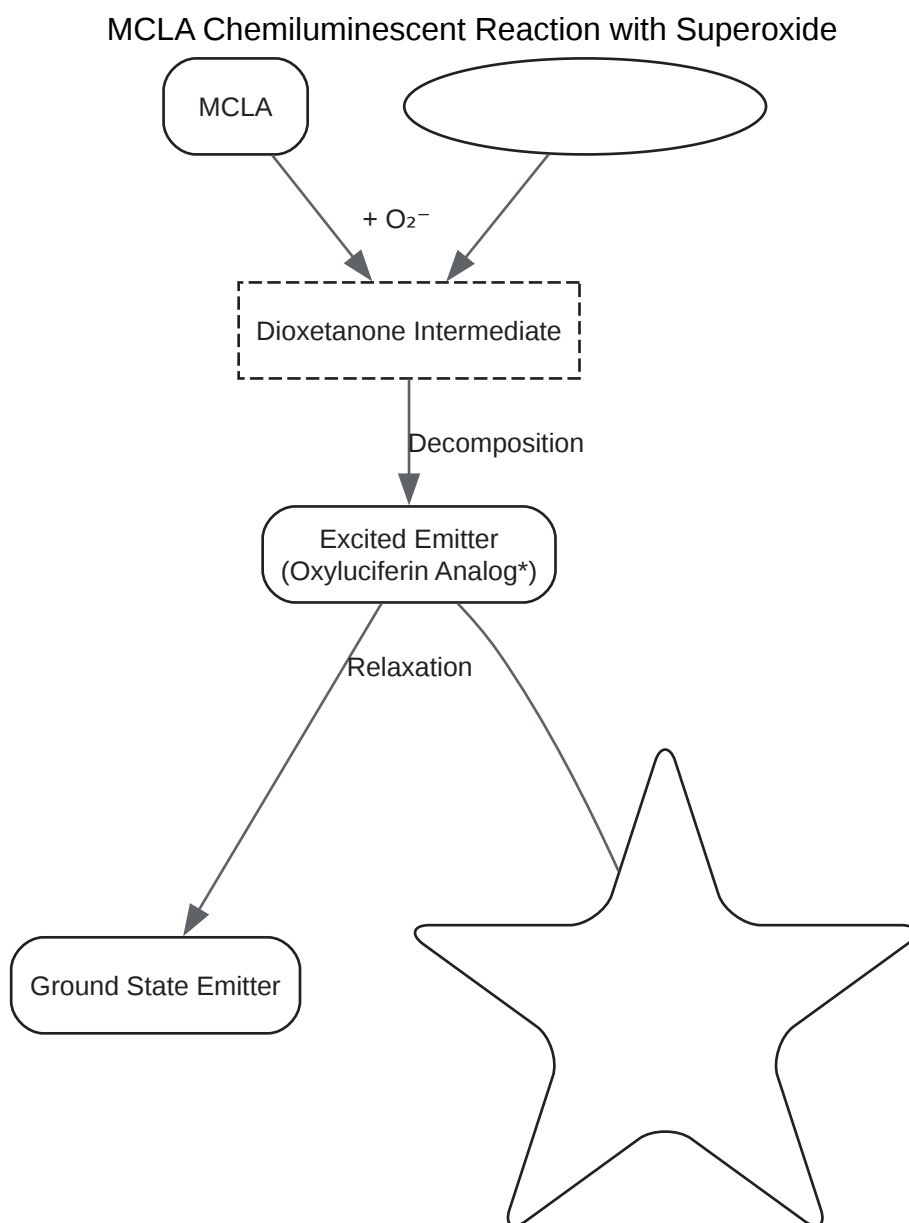 MCLA Chemiluminescent Reaction with Superoxide
MCLA
+ O₂⁻
Dioxetanone Intermediate
Decomposition
Excited Emitter
(Oxyluciferin Analog*)
Relaxation
Ground State Emitter